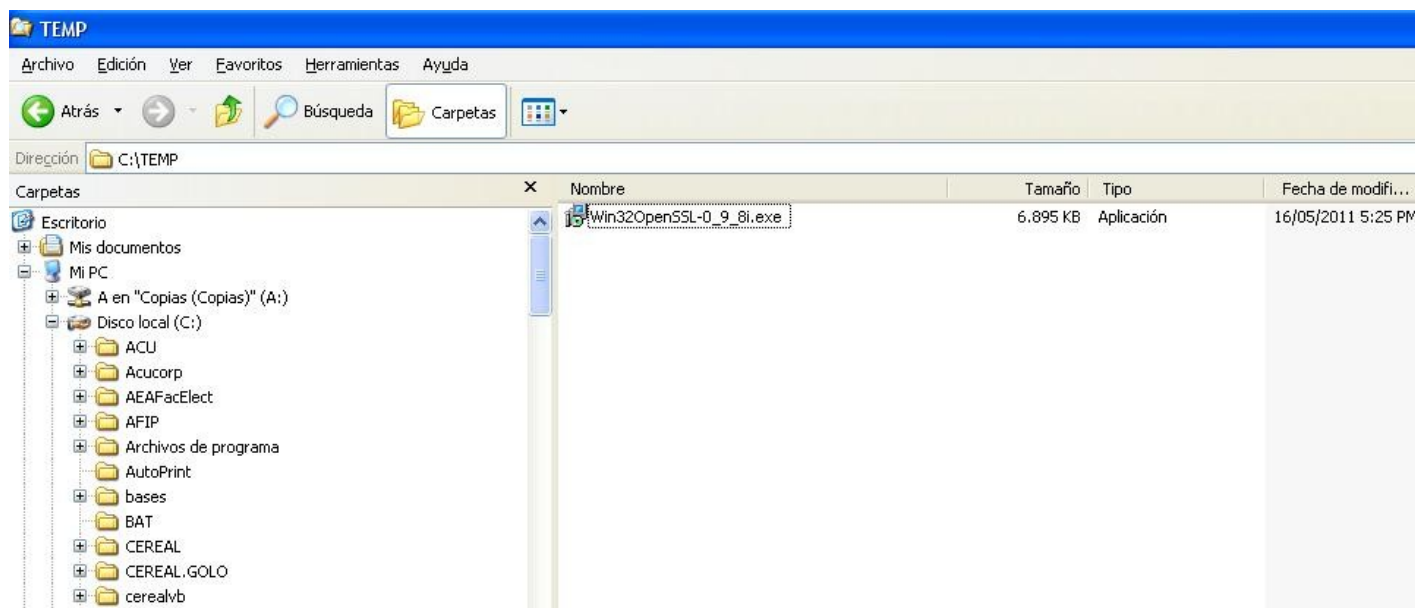 TEMP
Archivo Edición Ver Favoritos Herramientas Ayuda
Atrás Búsqueda Carpetas
Dirección C:\TEMP
Carpetas X Nombre Tamaño Tipo Fecha de modifi...
Escritorio
Win32OpenSSL-0_9_8i.exe 6.895 KB Aplicación 16/05/2011 5:25 PM
Mis documentos
Mi PC
A en "Copias (Copias)" (A:)
Disco local (C:)
ACU
Acucorp
AEAFacElect
AFIP
Archivos de programa
AutoPrint
bases
BAT
CEREAL
CEREAL.GOLO
cerealvb